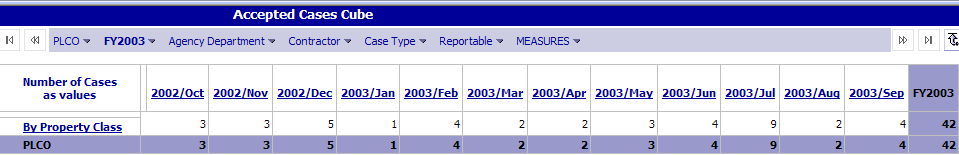 Accepted Cases Cube
PLCO FY2003 Agency Department Contractor Case Type Reportable MEASURES
Number of Cases as values 2002/Oct 2002/Nov 2002/Dec 2003/Jan 2003/Feb 2003/Mar 2003/Apr 2003/May 2003/Jun 2003/Jul 2003/Aug 2003/Sep FY2003
By Property Class 3 3 5 1 4 2 2 3 4 9 2 4 42
PLCO 3 3 5 1 4 2 2 3 4 9 2 4 42